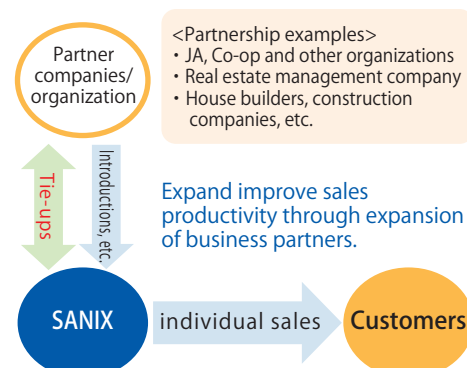 Partner
companies/
organization
<Partnership examples>
・JA, Co-op and other organizations
・Real estate management company
・House builders, construction
companies, etc.
Tie-ups
Introductions, etc.
Expand improve sales
productivity through expansion
of business partners.
SANIX
individual sales
Customers